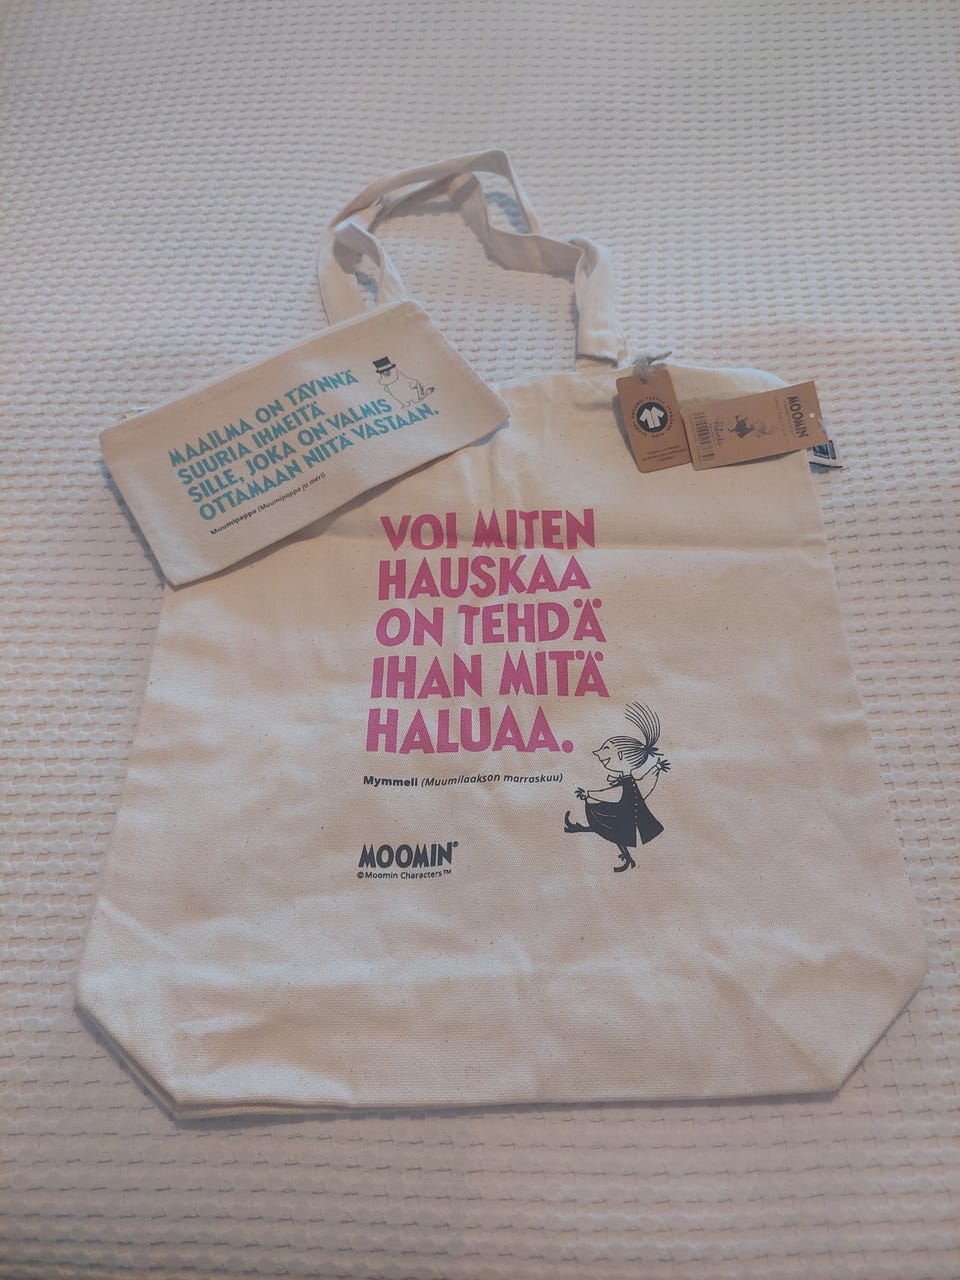 MAAILMA ON TÄYNNÄ
SUURIA IHMEITÄ
SILLE, JOKA ON VALMIS
OTTAMAAN NIITÄ VASTAAN.
Muumipappa (Muumipappa ja meri)
VOI MITEN
HAUSKAA
ON TEHDÄ
IHAN MITÄ
HALUAA.
Mymmeli (Muumilaakson marraskuu)
MOOMIN®
© Moomin Characters™
MOOMIN